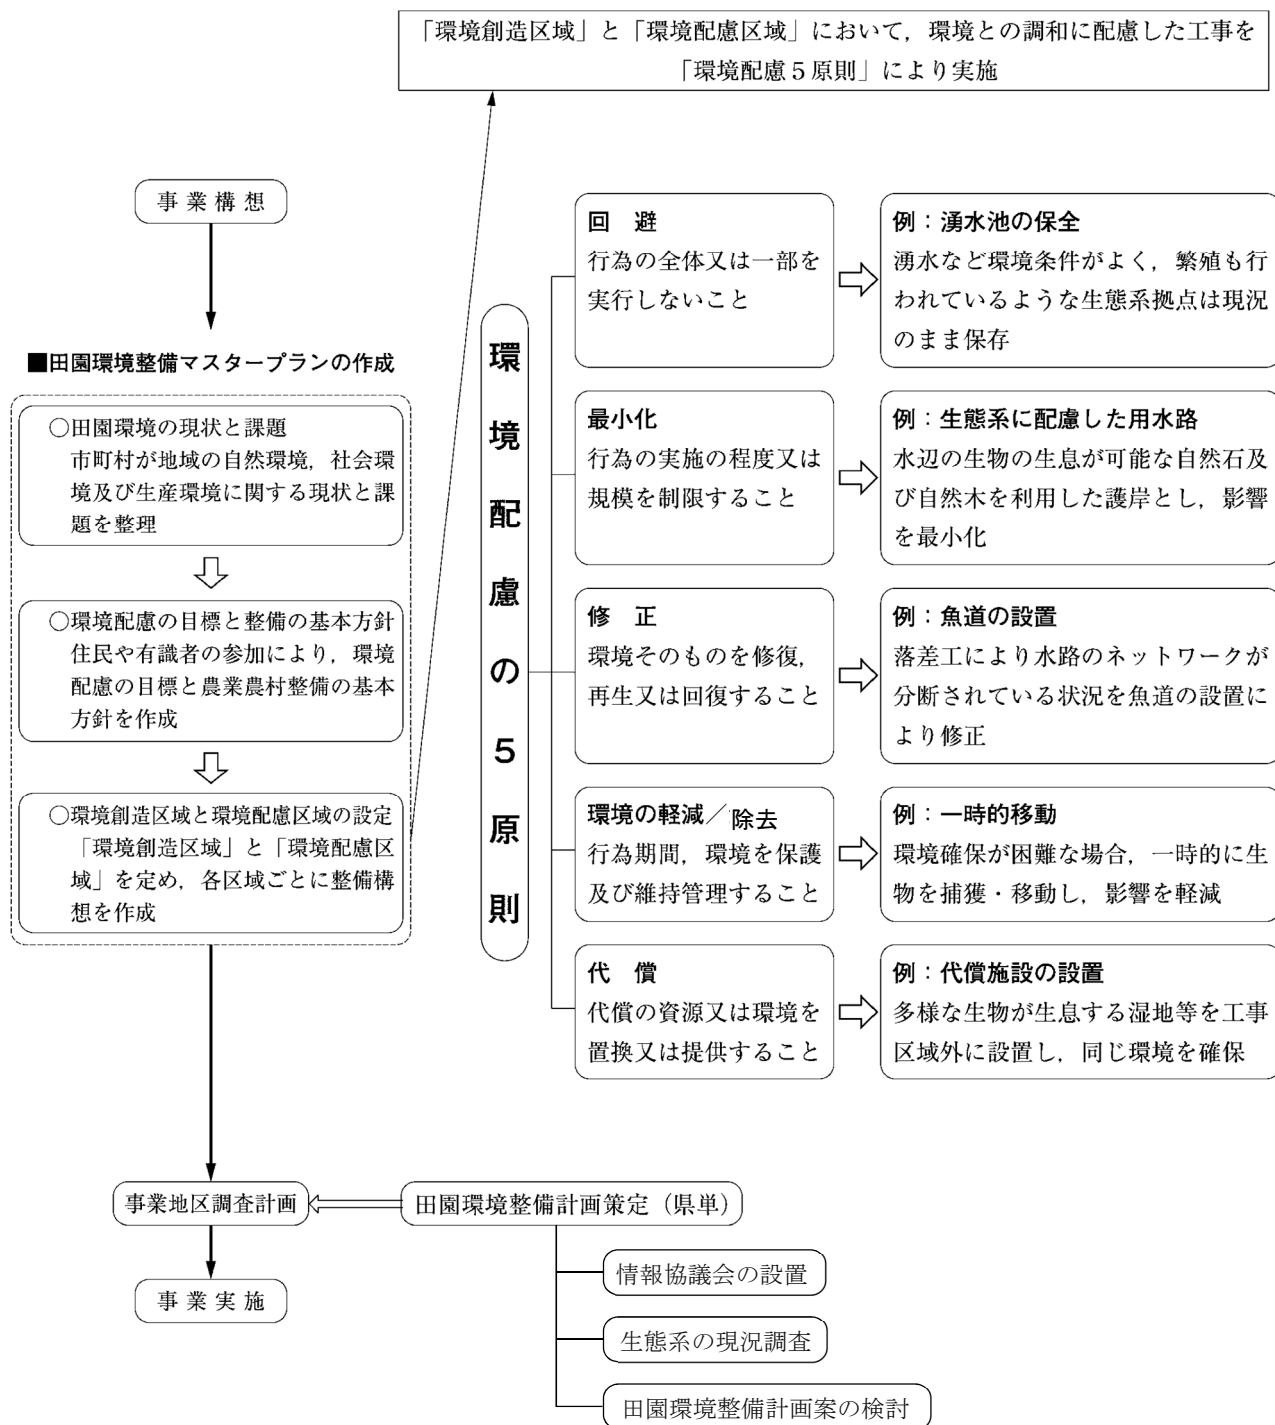 「環境創造区域」と「環境配慮区域」において，環境との調和に配慮した工事を
「環境配慮５原則」により実施
事業構想
■田園環境整備マスタープランの作成
○田園環境の現状と課題
市町村が地域の自然環境，社会環
境及び生産環境に関する現状と課
題を整理
○環境配慮の目標と整備の基本方針
住民や有識者の参加により，環境
配慮の目標と農業農村整備の基本
方針を作成
○環境創造区域と環境配慮区域の設定
「環境創造区域」と「環境配慮区
域」を定め，各区域ごとに整備構
想を作成
事業地区調査計画
事業実施
環境配慮の５原則
回　避
行為の全体又は一部を
実行しないこと
例：湧水池の保全
湧水など環境条件がよく，繁殖も行
われているような生態系拠点は現況
のまま保存
最小化
行為の実施の程度又は
規模を制限すること
例：生態系に配慮した用水路
水辺の生物の生息が可能な自然石及
び自然木を利用した護岸とし，影響
を最小化
修　正
環境そのものを修復，
再生又は回復すること
例：魚道の設置
落差工により水路のネットワークが
分断されている状況を魚道の設置に
より修正
環境の軽減／除去
行為期間，環境を保護
及び維持管理すること
例：一時的移動
環境確保が困難な場合，一時的に生
物を捕獲・移動し，影響を軽減
代　償
代償の資源又は環境を
置換又は提供すること
例：代償施設の設置
多様な生物が生息する湿地等を工事
区域外に設置し，同じ環境を確保
田園環境整備計画策定（県単）
情報協議会の設置
生態系の現況調査
田園環境整備計画案の検討